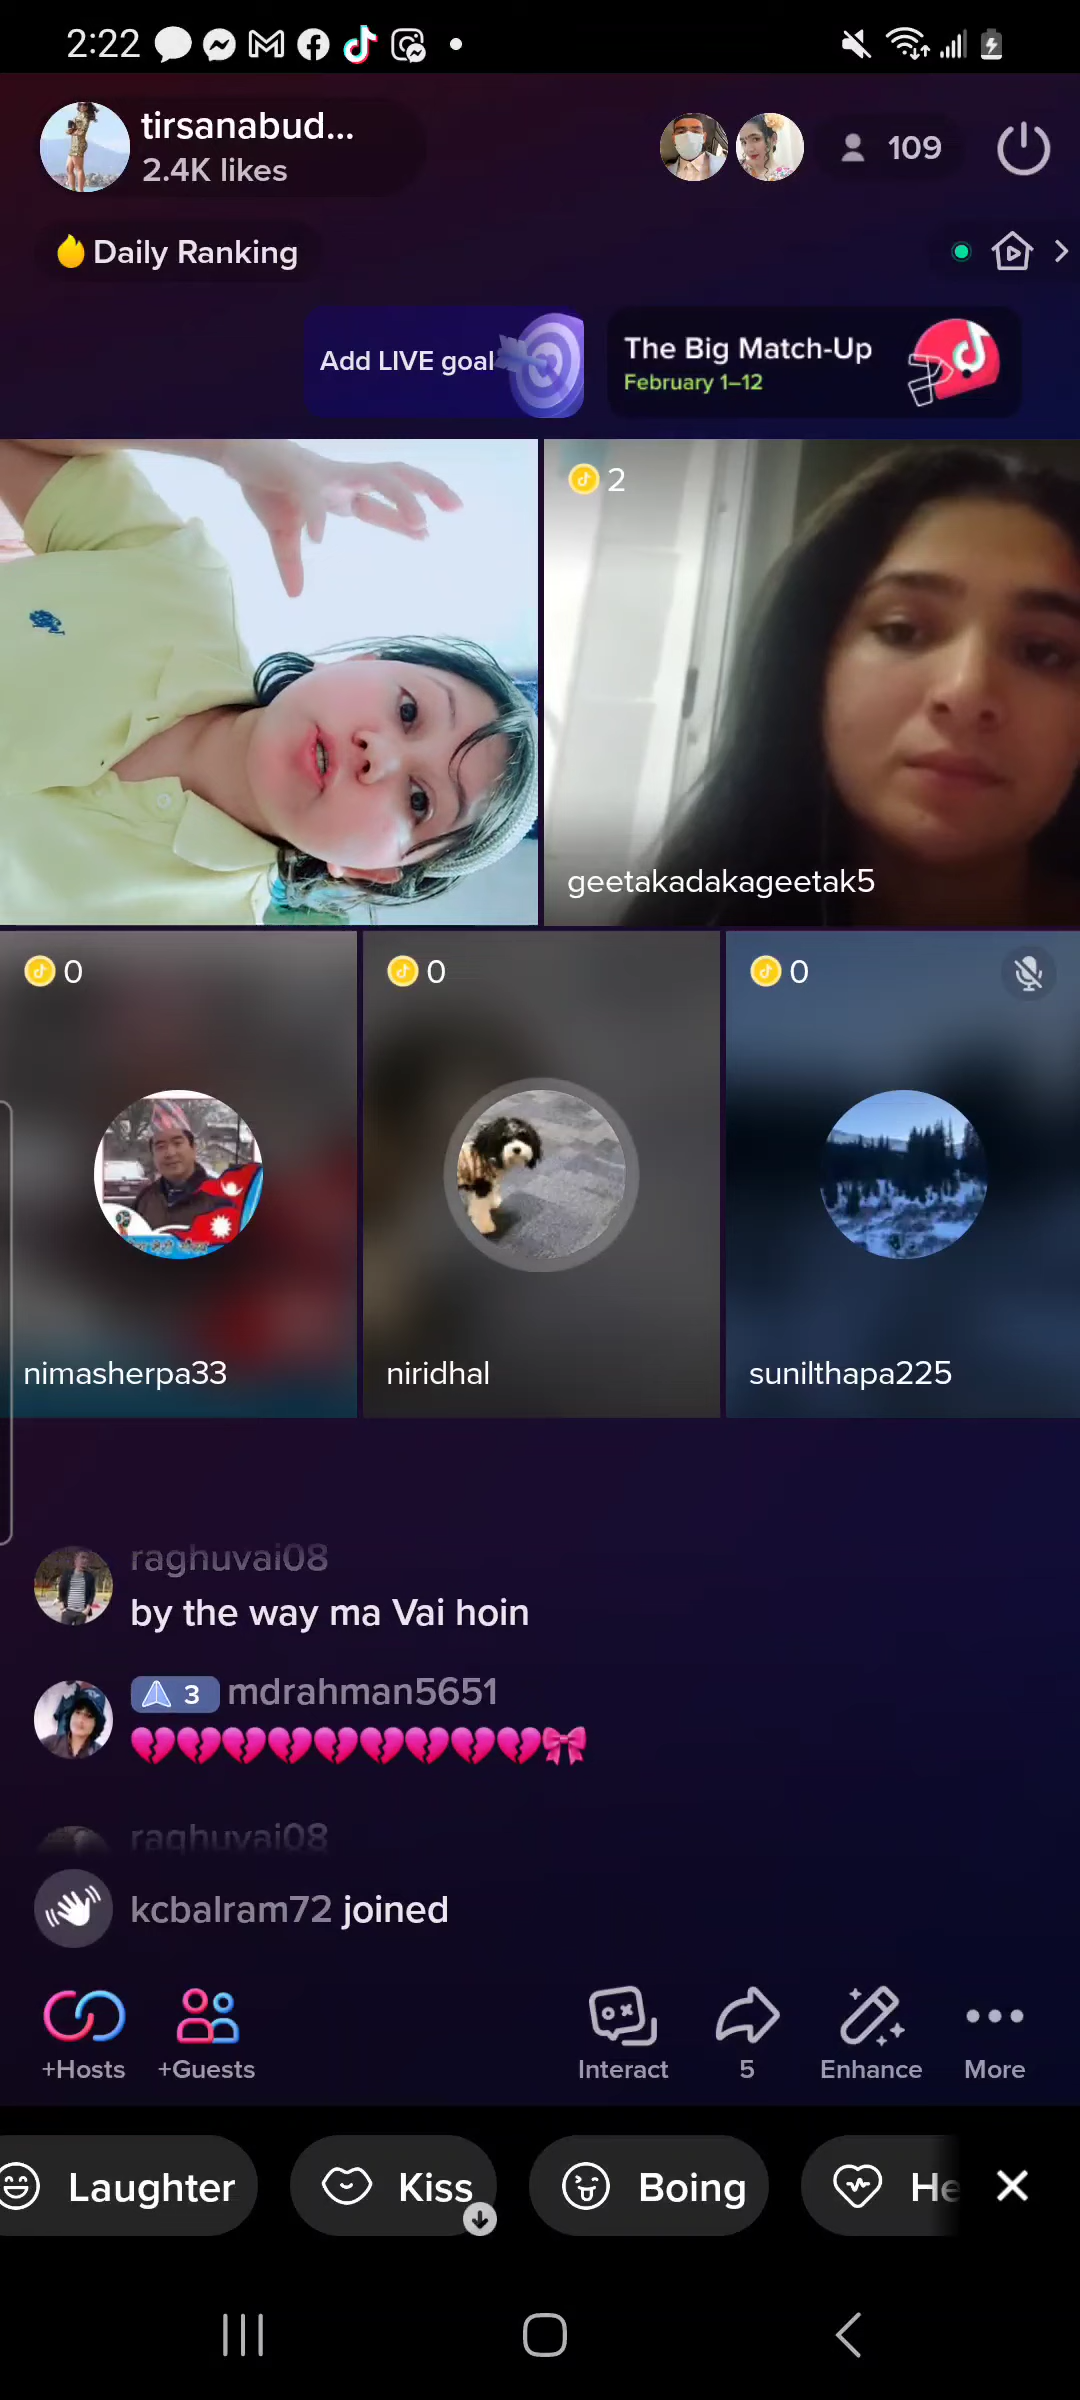 2:22
tirsanabud...
2.4K likes
109
Daily Ranking
Add LIVE goal
The Big Match-Up
February 1–12
2
geetakadakageetak5
0
0
0
nimasherpa33
niridhal
sunilthapa225
raghuvai08
by the way ma Vai hoin
3 mdrahman5651
💔💔💔💔💔💔💔💔💔🎀
raghuvai08
kcbalram72 joined
+Hosts
+Guests
Interact
5
Enhance
More
Laughter
Kiss
Boing
He